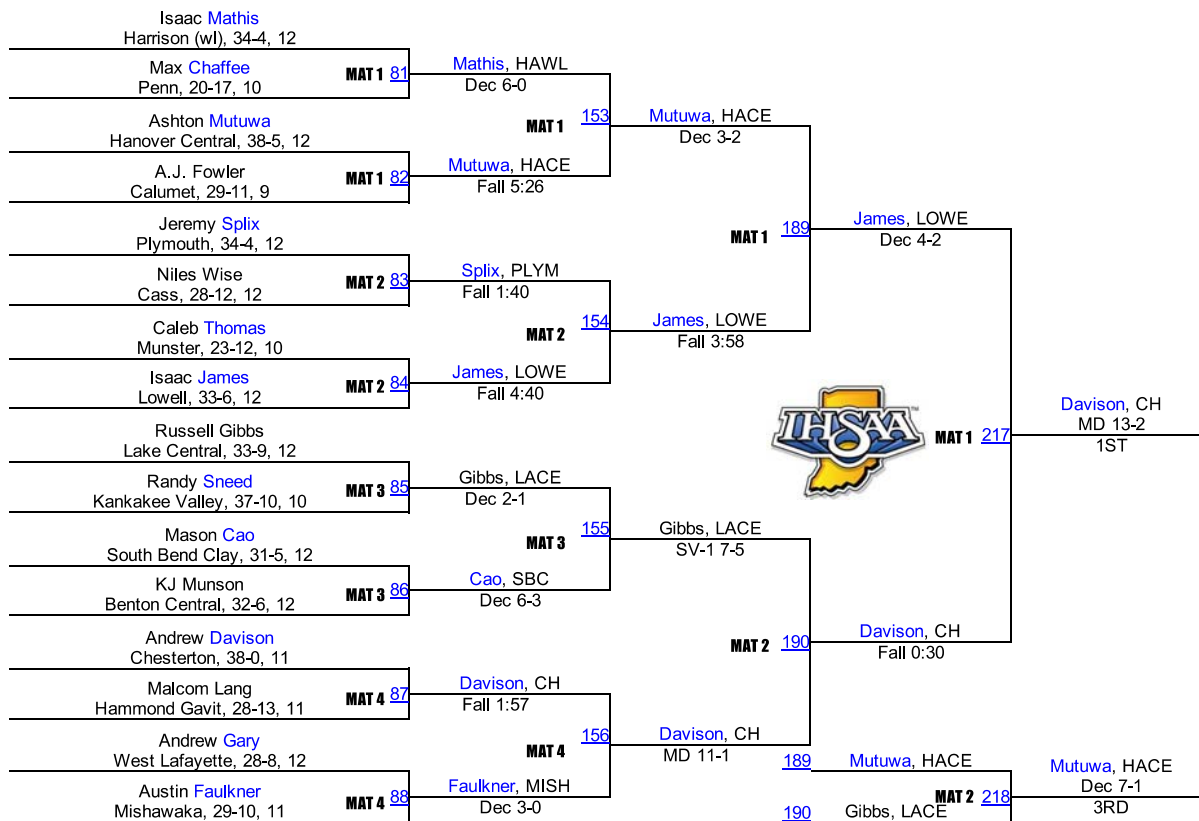 Isaac Mathis
Harrison (wl), 34-4, 12
Max Chaffee
Penn, 20-17, 10
MAT 1 81
Mathis, HAWL
Dec 6-0
Ashton Mutuwa
Hanover Central, 38-5, 12
A.J. Fowler
Calumet, 29-11, 9
MAT 1 82
Mutuwa, HACE
Fall 5:26
MAT 1 153
Mutuwa, HACE
Dec 3-2
Jeremy Splix
Plymouth, 34-4, 12
Niles Wise
Cass, 28-12, 12
MAT 2 83
Splix, PLYM
Fall 1:40
Caleb Thomas
Munster, 23-12, 10
Isaac James
Lowell, 33-6, 12
MAT 2 84
James, LOWE
Fall 4:40
MAT 2 154
James, LOWE
Fall 3:58
MAT 1 189
James, LOWE
Dec 4-2
Russell Gibbs
Lake Central, 33-9, 12
Randy Sneed
Kankakee Valley, 37-10, 10
MAT 3 85
Gibbs, LACE
Dec 2-1
Mason Cao
South Bend Clay, 31-5, 12
KJ Munson
Benton Central, 32-6, 12
MAT 3 86
Cao, SBC
Dec 6-3
MAT 3 155
Gibbs, LACE
SV-1 7-5
Andrew Davison
Chesterton, 38-0, 11
Malcom Lang
Hammond Gavit, 28-13, 11
MAT 4 87
Davison, CH
Fall 1:57
Andrew Gary
West Lafayette, 28-8, 12
Austin Faulkner
Mishawaka, 29-10, 11
MAT 4 88
Faulkner, MISH
Dec 3-0
MAT 4 156
Davison, CH
MD 11-1
MAT 2 190
Davison, CH
Fall 0:30
IHSAA
TM
MAT 1 217
Davison, CH
MD 13-2
1ST
189 Mutuwa, HACE
190 Gibbs, LACE
MAT 2 218
Mutuwa, HACE
Dec 7-1
3RD